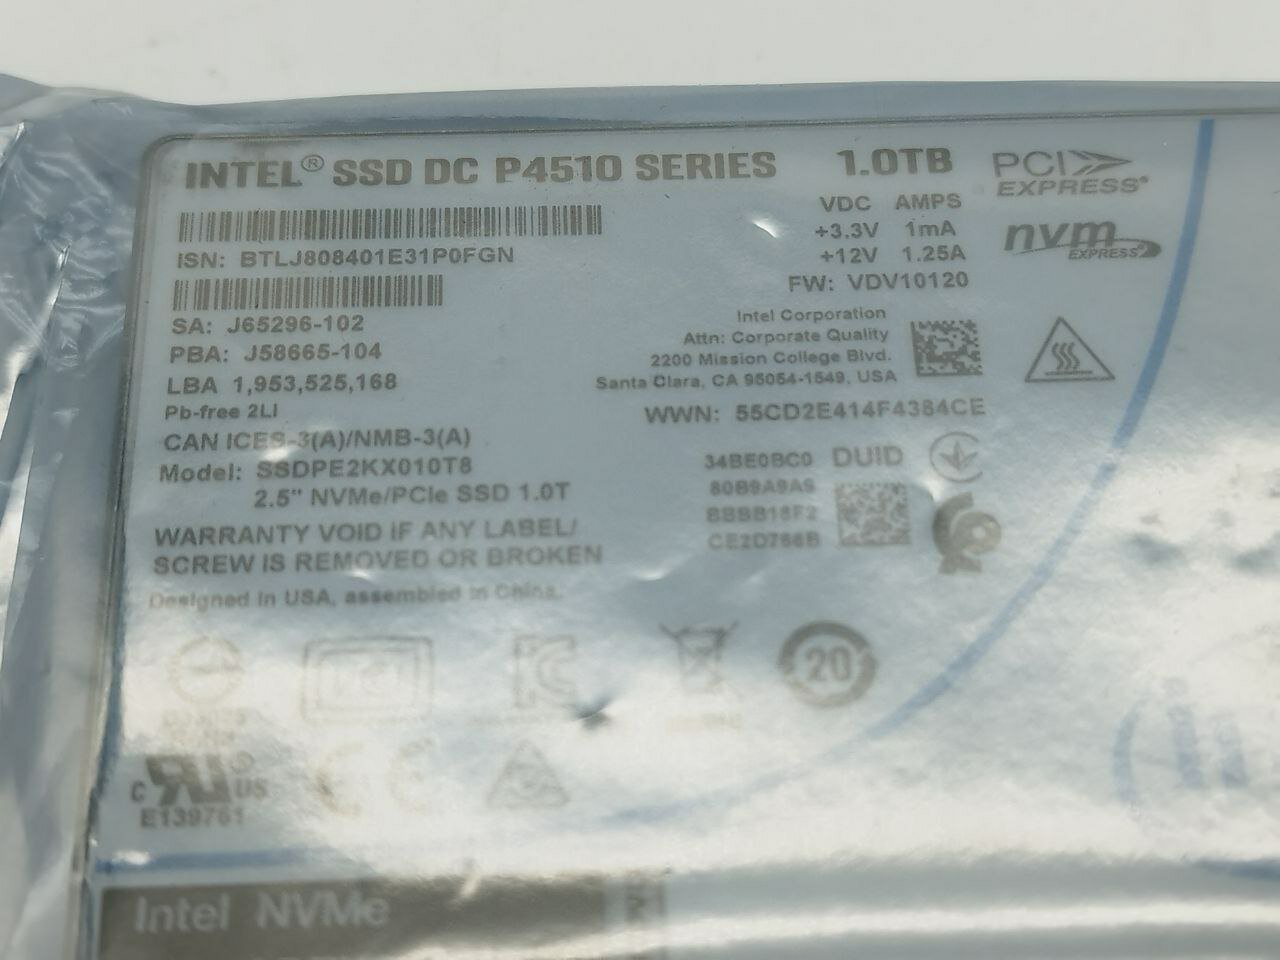 INTEL® SSD DC P4510 SERIES 1.0TB
PCI EXPRESS®
VDC AMPS
+3.3V 1mA
+12V 1.25A
nvm EXPRESS
ISN: BTLJ808401E31P0FGN
FW: VDV10120
SA: J65296-102
PBA: J58665-104
LBA 1,953,525,168
Pb-free 2LI
CAN ICES-3(A)/NMB-3(A)
Model: SSDPE2KX010T8
2.5" NVMe/PCIe SSD 1.0T
WARRANTY VOID IF ANY LABEL/
SCREW IS REMOVED OR BROKEN
Designed in USA, assembled in China.
Intel Corporation
Attn: Corporate Quality
2200 Mission College Blvd.
Santa Clara, CA 95054-1549, USA
WWN: 55CD2E414F4384CE
34BE0BC0 DUID
80B9A9A5
CE2D766B
20
C RU US
E139761
CE
Intel NVMe